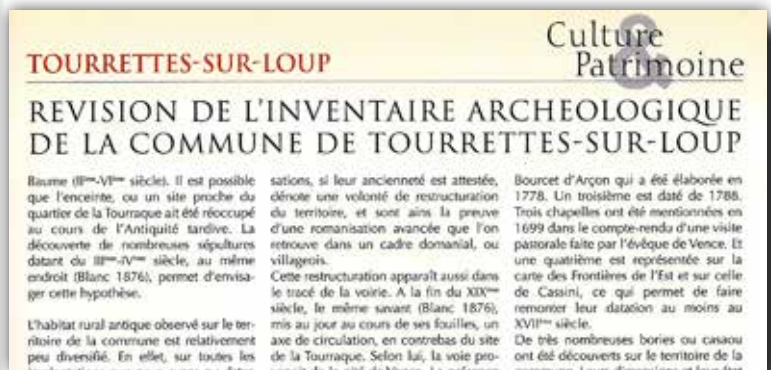 TOURRETTES-SUR-LOUP
Culture
&
Patrimoine
REVISION DE L'INVENTAIRE ARCHEOLOGIQUE
DE LA COMMUNE DE TOURRETTES-SUR-LOUP
Baume (IIème-VIème siècle). Il est possible
que l'enceinte, ou un site proche du
quartier de la Tourraque ait été réoccupé
au cours de l'Antiquité tardive. La
découverte de nombreuses sépultures
datant du IIIème-IVème siècle, au même
endroit (Blanc 1876), permet d'envisa-
ger cette hypothèse.
L'habitat rural antique observé sur le ter-
ritoire de la commune est relativement
peu diversifié. En effet, sur toutes les
sations, si leur ancienneté est attestée,
dénote une volonté de restructuration
du territoire, et sont ains la preuve
d'une romanisation avancée que l'on
retrouve dans un cadre domanial, ou
villageois.
Cette restructuration apparaît aussi dans
le tracé de la voirie. A la fin du XIXème
siècle, le même savant (Blanc 1876),
mis au jour au cours de ses fouilles, un
axe de circulation, en contrebas du site
de la Tourraque. Selon lui, la voie pro-
Bourcet d'Arçon qui a été élaborée en
1778. Un troisième est daté de 1788.
Trois chapelles ont été mentionnées en
1699 dans le compte-rendu d'une visite
pastorale faite par l'évêque de Vence. Et
une quatrième est représentée sur la
carte des Frontières de l'Est et sur celle
de Cassini, ce qui permet de faire
remonter leur datation au moins au
XVIIème siècle.
De très nombreuses bories ou casaou
ont été découverts sur le territoire de la